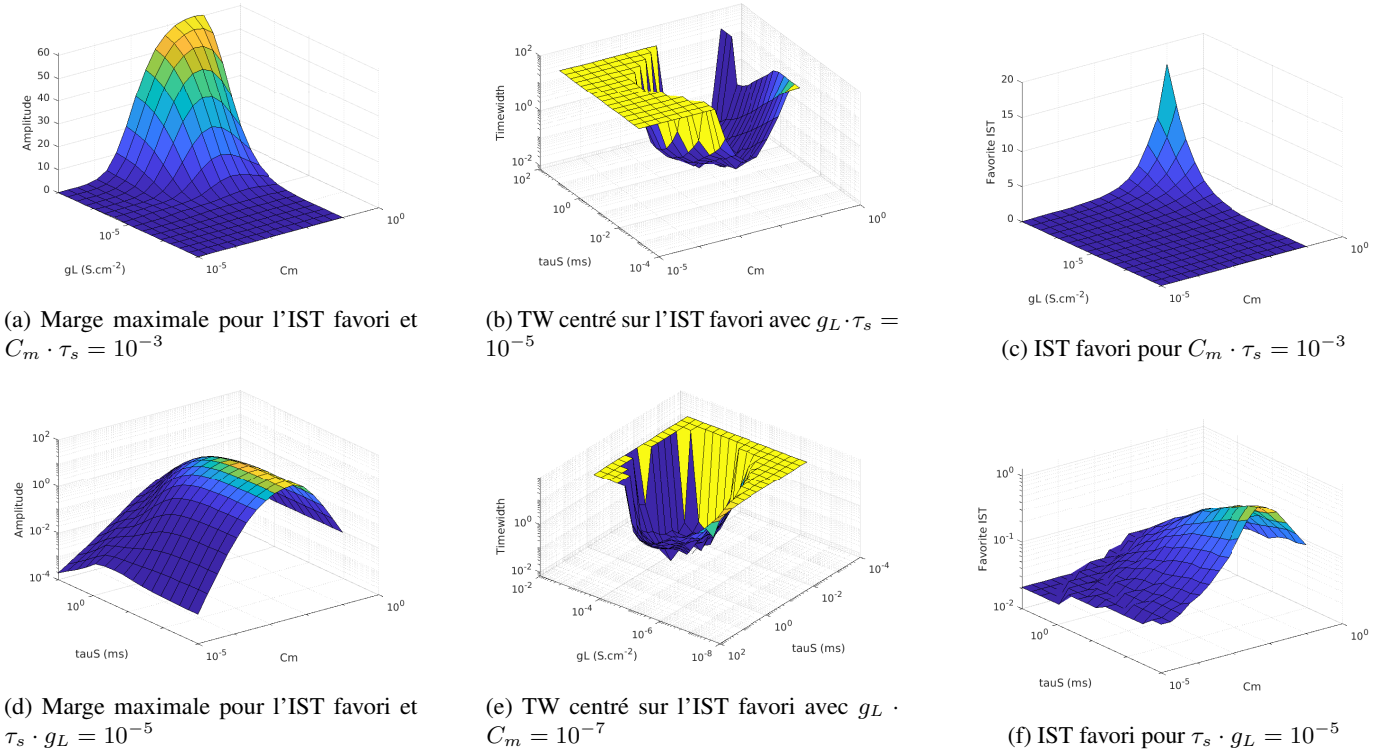 60
50
40
30
20
10
0
Amplitude
10^-5
gL (S.cm^-2)
10^-5
Cm
10^0
(a) Marge maximale pour l'IST favori et
C_m · τ_s = 10^-3
10^2
10^0
10^-2
Timewidth
10^2
10^0
10^-2
10^-4
tauS (ms)
10^-5
Cm
10^0
(b) TW centré sur l'IST favori avec g_L·τ_s =
10^-5
20
15
10
5
0
Favorite IST
10^-5
gL (S.cm^-2)
10^-5
Cm
10^0
(c) IST favori pour C_m · τ_s = 10^-3
10^2
10^0
10^-2
10^-4
Amplitude
10^0
tauS (ms)
10^-5
Cm
10^0
(d) Marge maximale pour l'IST favori et
τ_s · g_L = 10^-5
10^0
10^-2
Timewidth
10^-2
10^-4
10^-6
10^-8
gL (S.cm^-2)
10^2
10^0
10^-2
10^-4
tauS (ms)
(e) TW centré sur l'IST favori avec g_L ·
C_m = 10^-7
10^0
10^-1
10^-2
Favorite IST
10^0
tauS (ms)
10^-5
Cm
10^0
(f) IST favori pour τ_s · g_L = 10^-5